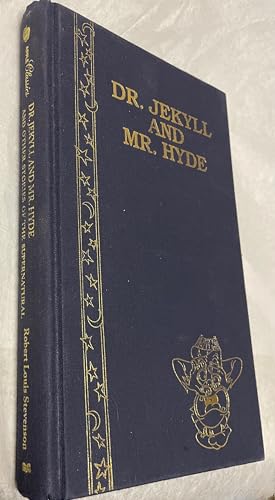 DR. JEKYLL
AND
MR. HYDE
Classics
DR. JEKYLL AND MR. HYDE
AND OTHER STORIES OF THE SUPERNATURAL
Robert Louis Stevenson